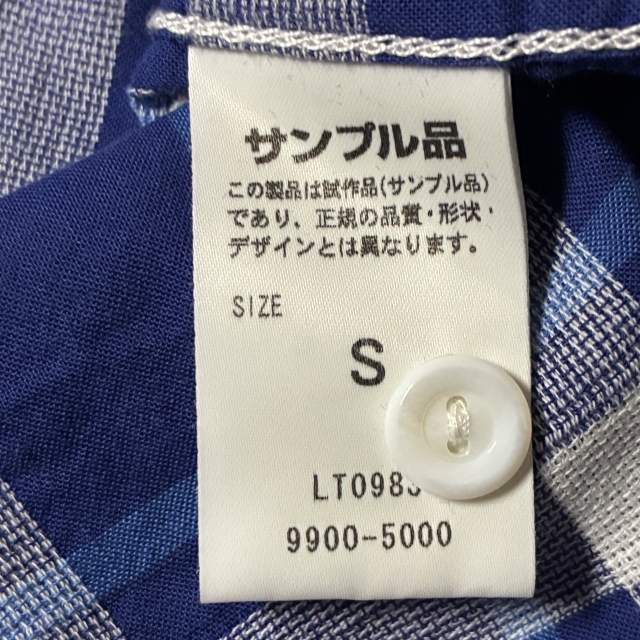 サンプル品
この製品は試作品(サンプル品)
であり、正規の品質・形状・
デザインとは異なります。
SIZE
S
9900-5000